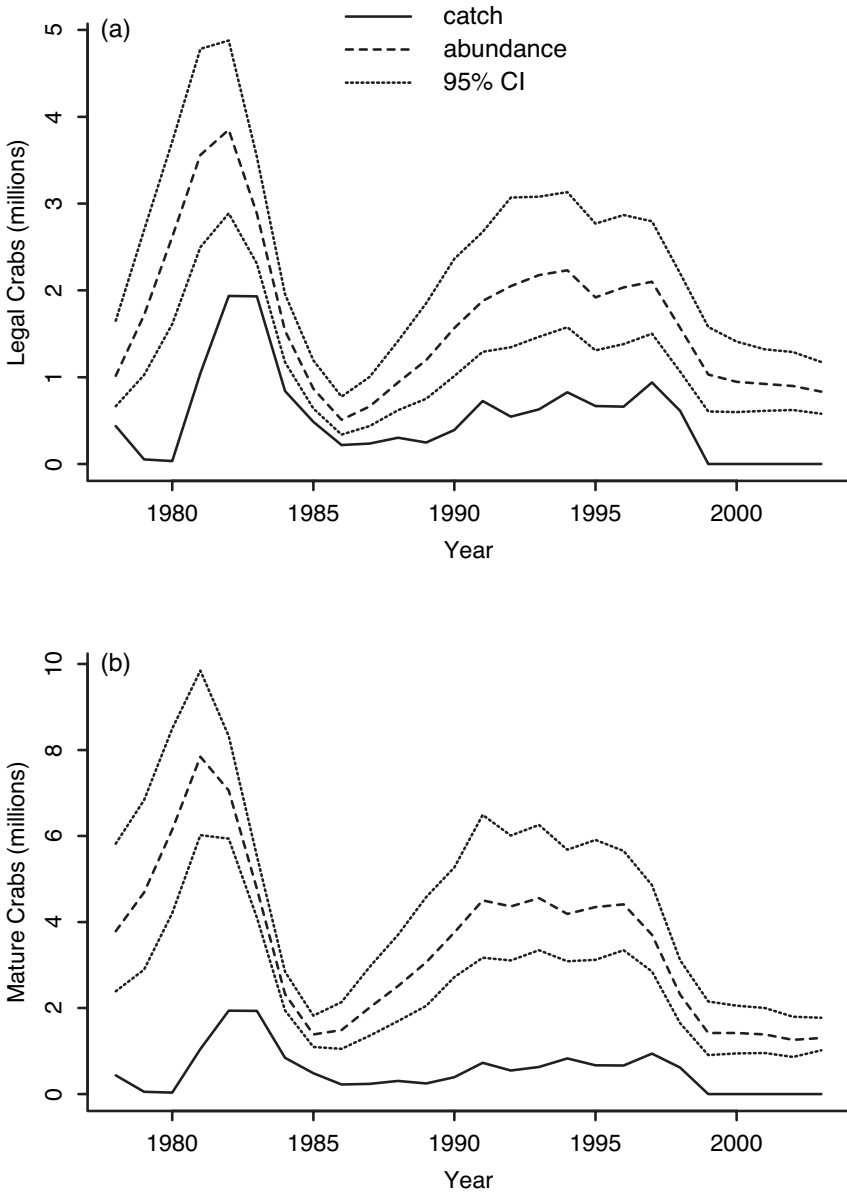 (a)
catch
abundance
95% CI
Legal Crabs (millions)
5
4
3
2
1
0
1980 1985 1990 1995 2000
Year
(b)
Mature Crabs (millions)
10
8
6
4
2
0
1980 1985 1990 1995 2000
Year